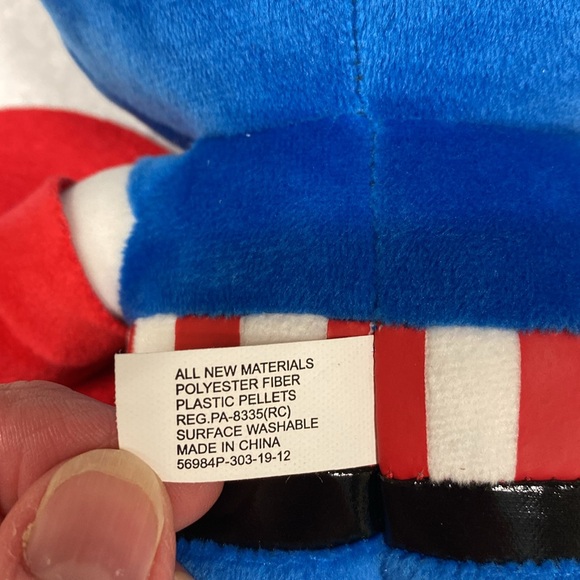 ALL NEW MATERIALS
POLYESTER FIBER
PLASTIC PELLETS
REG.PA-8335(RC)
SURFACE WASHABLE
MADE IN CHINA
56984P-303-19-12